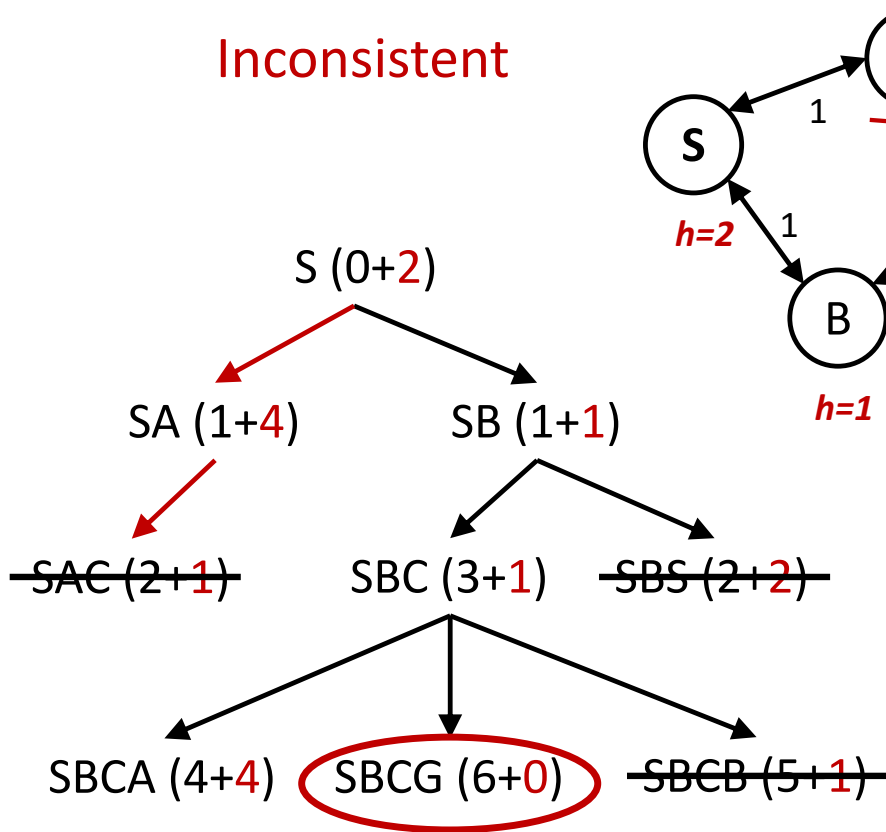 Inconsistent
1
S
h=2
1
B
h=1
S (0+2)
SA (1+4)
SB (1+1)
SAC (2+1)
SBC (3+1)
SBS (2+2)
SBCA (4+4)
SBCG (6+0)
SBCB (5+1)